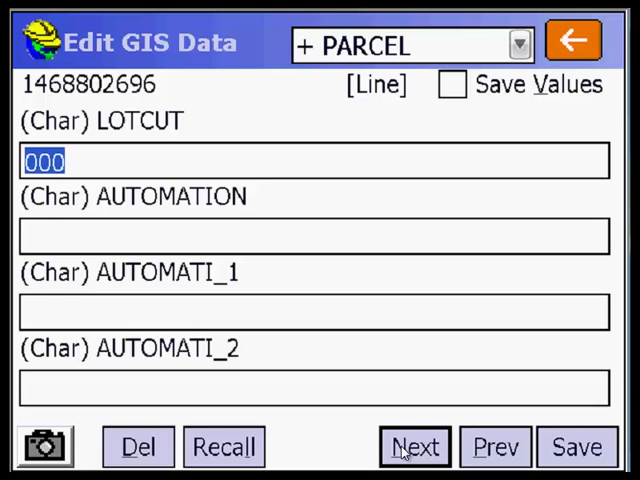 Edit GIS Data
+ PARCEL
1468802696 [Line] Save Values
(Char) LOTCUT
000
(Char) AUTOMATION
(Char) AUTOMATI_1
(Char) AUTOMATI_2
Del Recall Next Prev Save